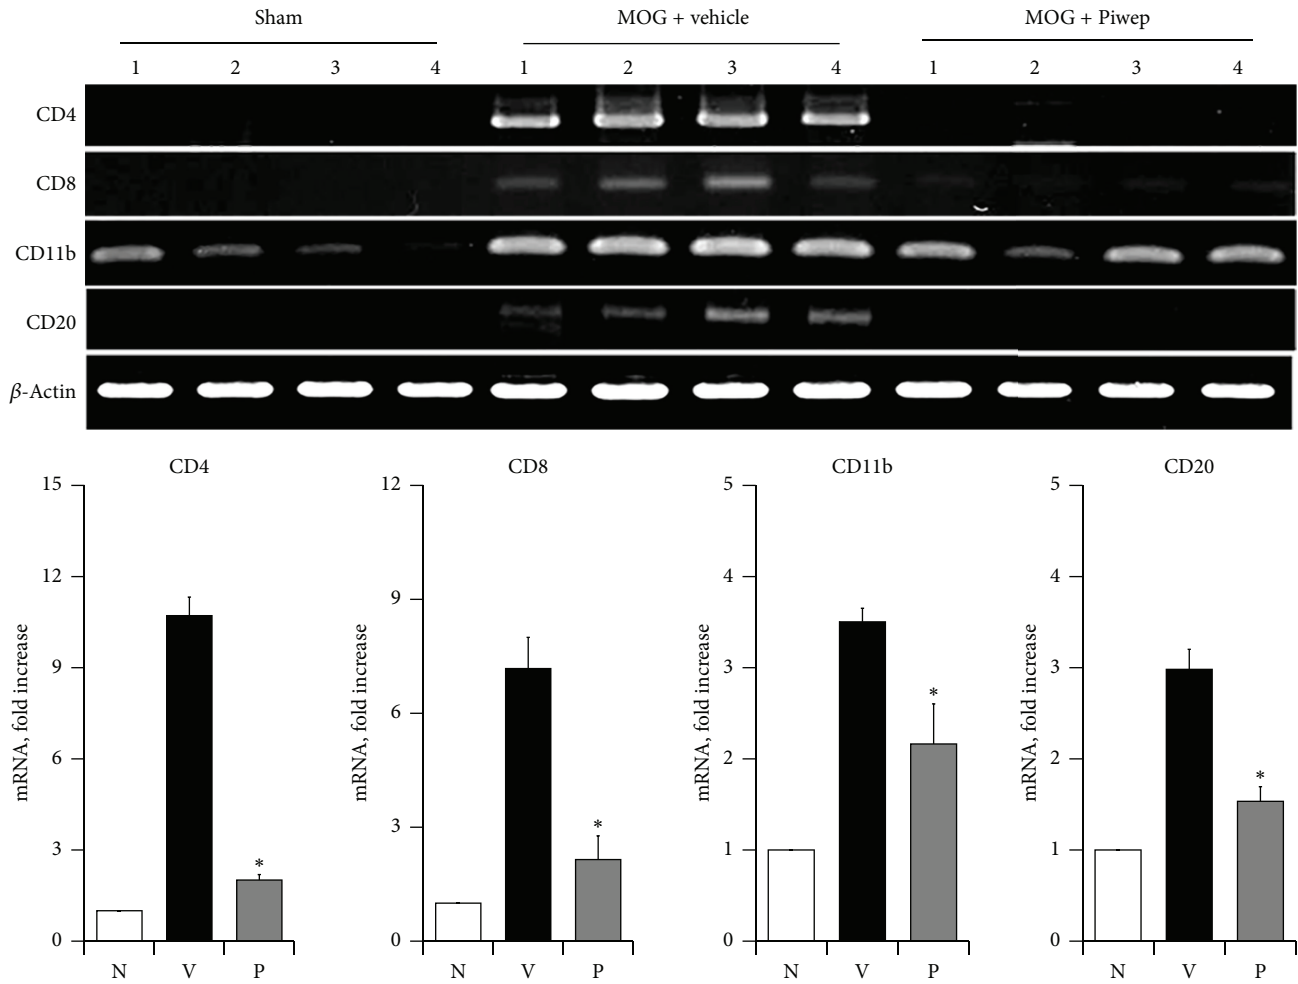 Sham MOG + vehicle MOG + Piwep
1 2 3 4 1 2 3 4 1 2 3 4
CD4
CD8
CD11b
CD20
β-Actin
CD4
15
12
9
6
3
0
mRNA, fold increase
*
N V P
CD8
12
9
6
3
0
mRNA, fold increase
*
N V P
CD11b
5
4
3
2
1
0
mRNA, fold increase
*
N V P
CD20
5
4
3
2
1
0
mRNA, fold increase
*
N V P